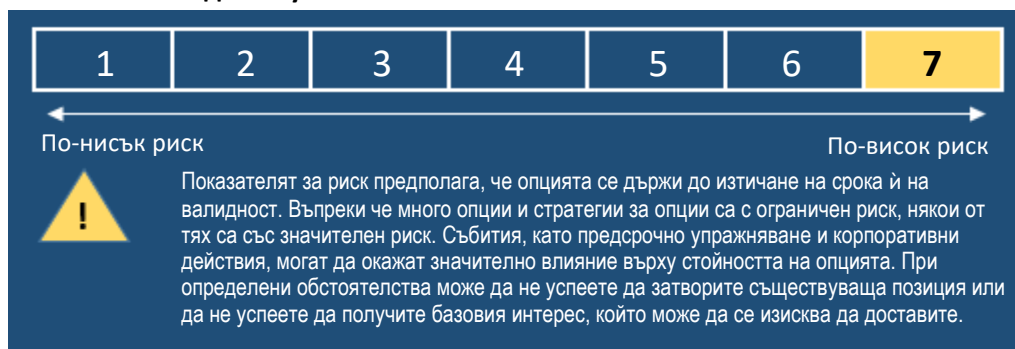 1 2 3 4 5 6 7
По-нисък риск По-висок риск
!
Показателят за риск предполага, че опцията се държи до изтичане на срока ѝ на
валидност. Въпреки че много опции и стратегии за опции са с ограничен риск, някои от
тях са със значителен риск. Събития, като предсрочно упражняване и корпоративни
действия, могат да окажат значително влияние върху стойността на опцията. При
определени обстоятелства може да не успеете да затворите съществуваща позиция или
да не успеете да получите базовия интерес, който може да се изисква да доставите.